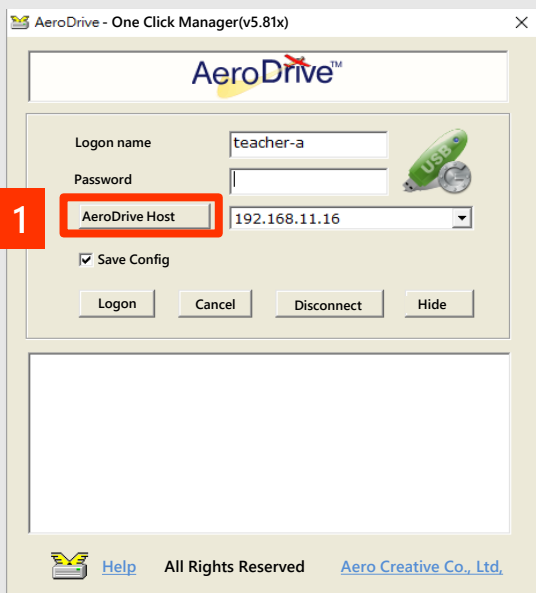 AeroDrive - One Click Manager(v5.81x)
AeroDrive™
Logon name
teacher-a
USB
Password
1
AeroDrive Host
192.168.11.16
Save Config
Logon
Cancel
Disconnect
Hide
Help
All Rights Reserved
Aero Creative Co., Ltd,